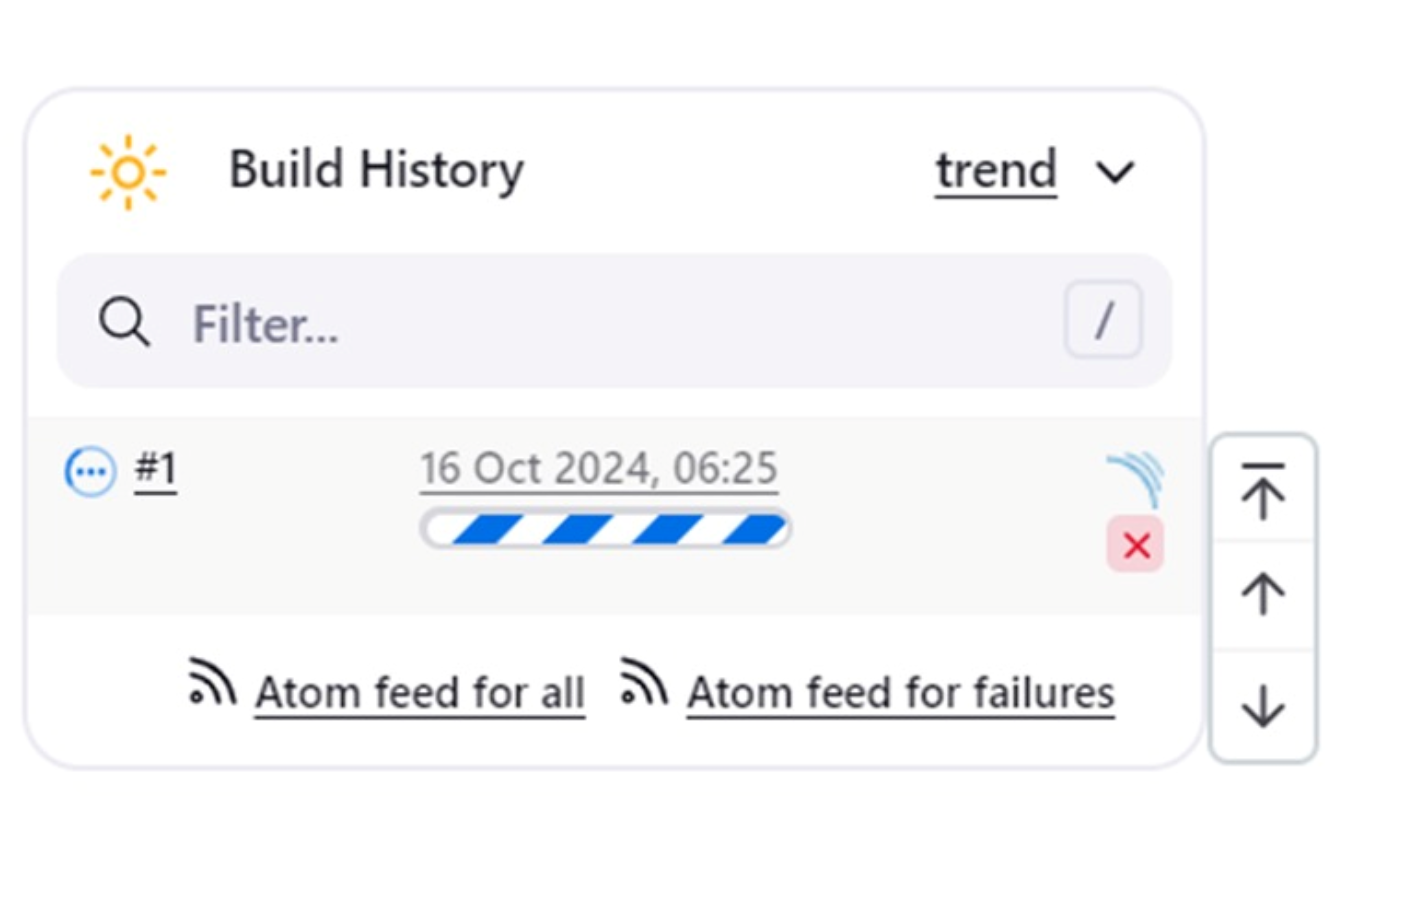 Build History trend
Filter... /
#1 16 Oct 2024, 06:25
Atom feed for all Atom feed for failures